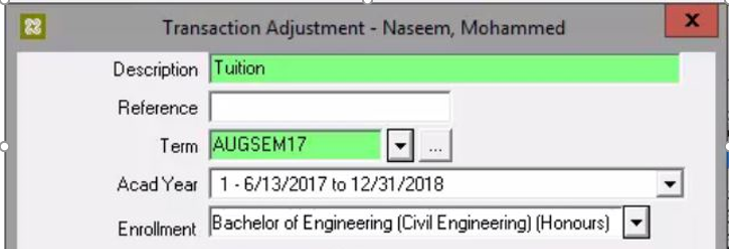 Transaction Adjustment - Naseem, Mohammed
X
Description Tuition
Reference
Term AUGSEM17 ...
Acad Year 1 - 6/13/2017 to 12/31/2018
Enrollment Bachelor of Engineering (Civil Engineering) (Honours)